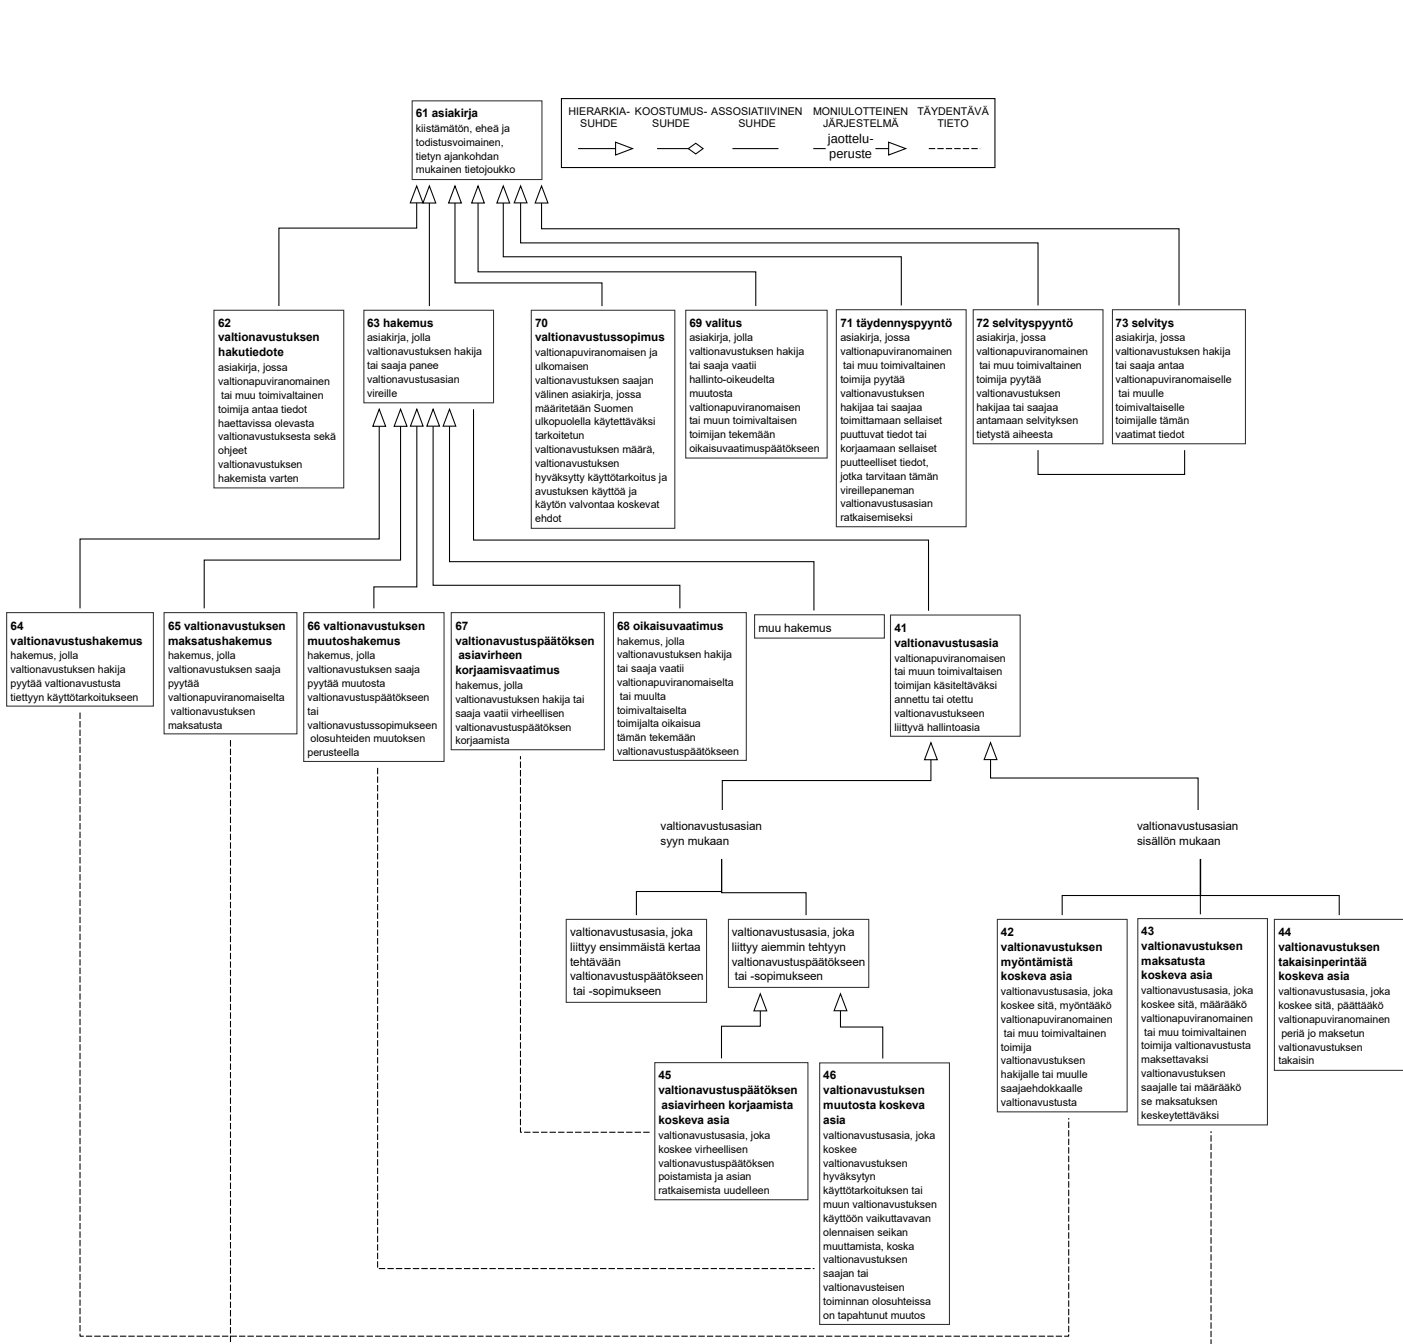 61 asiakirja
kiistämätön, eheä ja
todistusvoimainen,
tietyn ajankohdan
mukainen tietojoukko
HIERARKIA-
SUHDE
KOOSTUMUS-
SUHDE
ASSOSIATIIVINEN
SUHDE
MONIULOTTEINEN
JÄRJESTELMÄ
jaottelu-
peruste
TÄYDENTÄVÄ
TIETO
62
valtionavustuksen
hakutiedote
asiakirja, jossa
valtionapuviranomainen
tai muu toimivaltainen
toimija antaa tiedot
haettavissa olevasta
valtionavustuksesta sekä
ohjeet
valtionavustuksen
hakemista varten
63 hakemus
asiakirja, jolla
valtionavustuksen hakija
tai saaja panee
valtionavustusasian
vireille
70
valtionavustussopimus
valtionapuviranomaisen ja
ulkomaisen
valtionavustuksen saajan
välinen asiakirja, jossa
määritetään Suomen
ulkopuolella käytettäväksi
tarkoitetun
valtionavustuksen määrä,
valtionavustuksen
hyväksytty käyttötarkoitus ja
avustuksen käyttöä ja
käytön valvontaa koskevat
ehdot
69 valitus
asiakirja, jolla
valtionavustuksen hakija
tai saaja vaatii
hallinto-oikeudelta
muutosta
valtionapuviranomaisen
tai muun toimivaltaisen
toimijan tekemään
oikaisuvaatimuspäätökseen
71 täydennyspyyntö
asiakirja, jossa
valtionapuviranomainen
tai muu toimivaltainen
toimija pyytää
valtionavustuksen
hakijaa tai saajaa
toimittamaan sellaiset
puuttuvat tiedot tai
korjaamaan sellaiset
puutteelliset tiedot,
jotka tarvitaan tämän
vireillepaneman
valtionavustusasian
ratkaisemiseksi
72 selvityspyyntö
asiakirja, jossa
valtionapuviranomainen
tai muu toimivaltainen
toimija pyytää
valtionavustuksen
hakijaa tai saajaa
antamaan selvityksen
tietystä aiheesta
73 selvitys
asiakirja, jossa
valtionavustuksen hakija
tai saaja antaa
valtionapuviranomaiselle
tai muulle
toimivaltaiselle
toimijalle tämän
vaatimat tiedot
64
valtionavustushakemus
hakemus, jolla
valtionavustuksen hakija
pyytää valtionavustusta
tiettyyn käyttötarkoitukseen
65 valtionavustuksen
maksatushakemus
hakemus, jolla
valtionavustuksen saaja
pyytää
valtionapuviranomaiselta
valtionavustuksen
maksatusta
66 valtionavustuksen
muutoshakemus
hakemus, jolla
valtionavustuksen saaja
pyytää muutosta
valtionavustuspäätökseen
tai
valtionavustussopimukseen
olosuhteiden muutoksen
perusteella
67
valtionavustuspäätöksen
asiavirheen
korjaamisvaatimus
hakemus, jolla
valtionavustuksen hakija tai
saaja vaatii virheellisen
valtionavustuspäätöksen
korjaamista
68 oikaisuvaatimus
hakemus, jolla
valtionavustuksen hakija
tai saaja vaatii
valtionapuviranomaiselta
tai muulta
toimivaltaiselta
toimijalta oikaisua
tämän tekemään
valtionavustuspäätökseen
muu hakemus
41
valtionavustusasia
valtionapuviranomaisen
tai muun toimivaltaisen
toimijan käsiteltäväksi
annettu tai otettu
valtionavustukseen
liittyvä hallintoasia
valtionavustusasian
syyn mukaan
valtionavustusasian
sisällön mukaan
valtionavustusasia, joka
liittyy ensimmäistä kertaa
tehtävään
valtionavustuspäätökseen
tai -sopimukseen
valtionavustusasia, joka
liittyy aiemmin tehtyyn
valtionavustuspäätökseen
tai -sopimukseen
42
valtionavustuksen
myöntämistä
koskeva asia
valtionavustusasia, joka
koskee sitä, myöntääkö
valtionapuviranomainen
tai muu toimivaltainen
toimija
valtionavustuksen
hakijalle tai muulle
saajaehdokkaalle
valtionavustusta
43
valtionavustuksen
maksatusta
koskeva asia
valtionavustusasia, joka
koskee sitä, määrääkö
valtionapuviranomainen
tai muu toimivaltainen
toimija valtionavustusta
maksettavaksi
valtionavustuksen
saajalle tai määrääkö
se maksatuksen
keskeytettäväksi
44
valtionavustuksen
takaisinperintää
koskeva asia
valtionavustusasia, joka
koskee sitä, päättääkö
valtionapuviranomainen
periä jo maksetun
valtionavustuksen
takaisin
45
valtionavustuspäätöksen
asiavirheen korjaamista
koskeva asia
valtionavustusasia, joka
koskee virheellisen
valtionavustuspäätöksen
poistamista ja asian
ratkaisemista uudelleen
46
valtionavustuksen
muutosta koskeva
asia
valtionavustusasia, joka
koskee
valtionavustuksen
hyväksytyn
käyttötarkoituksen tai
muun valtionavustuksen
käyttöön vaikuttavavan
olennaisen seikan
muuttamista, koska
valtionavustuksen
saajan tai
valtionavusteisen
toiminnan olosuhteissa
on tapahtunut muutos